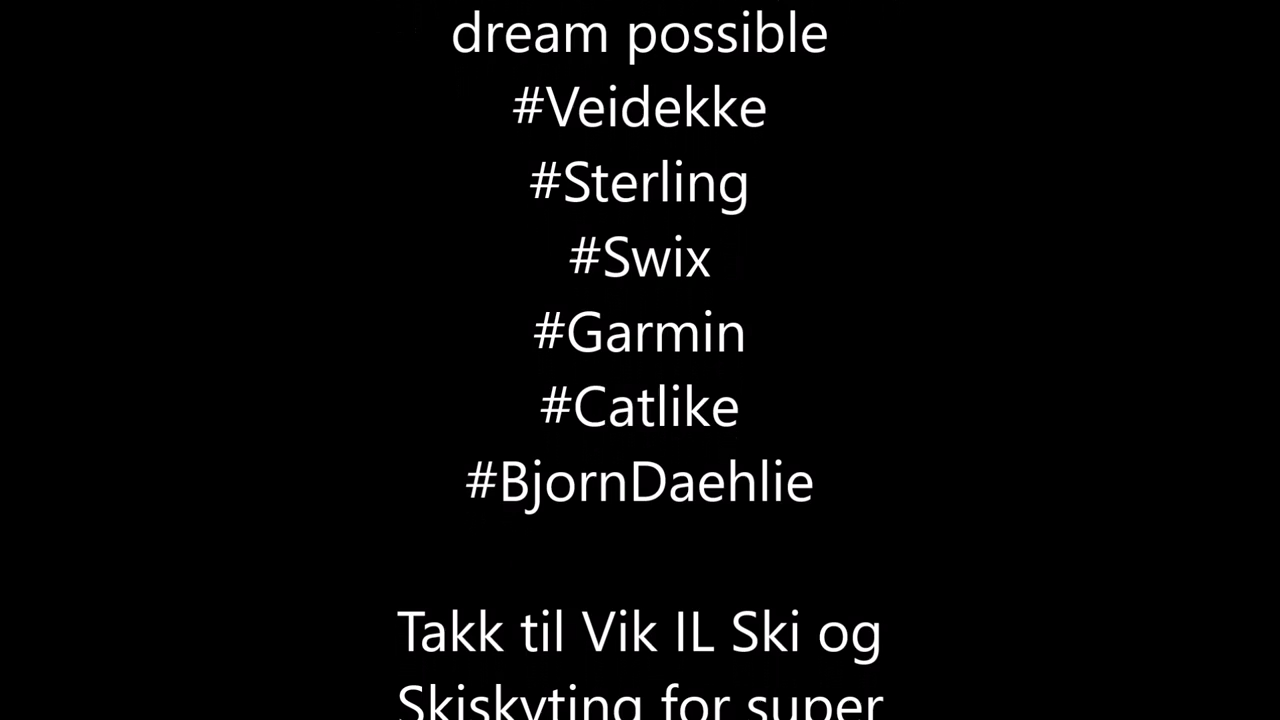 dream possible
#Veidekke
#Sterling
#Swix
#Garmin
#Catlike
#BjornDaehlie
Takk til Vik IL Ski og
Skiskyting for super